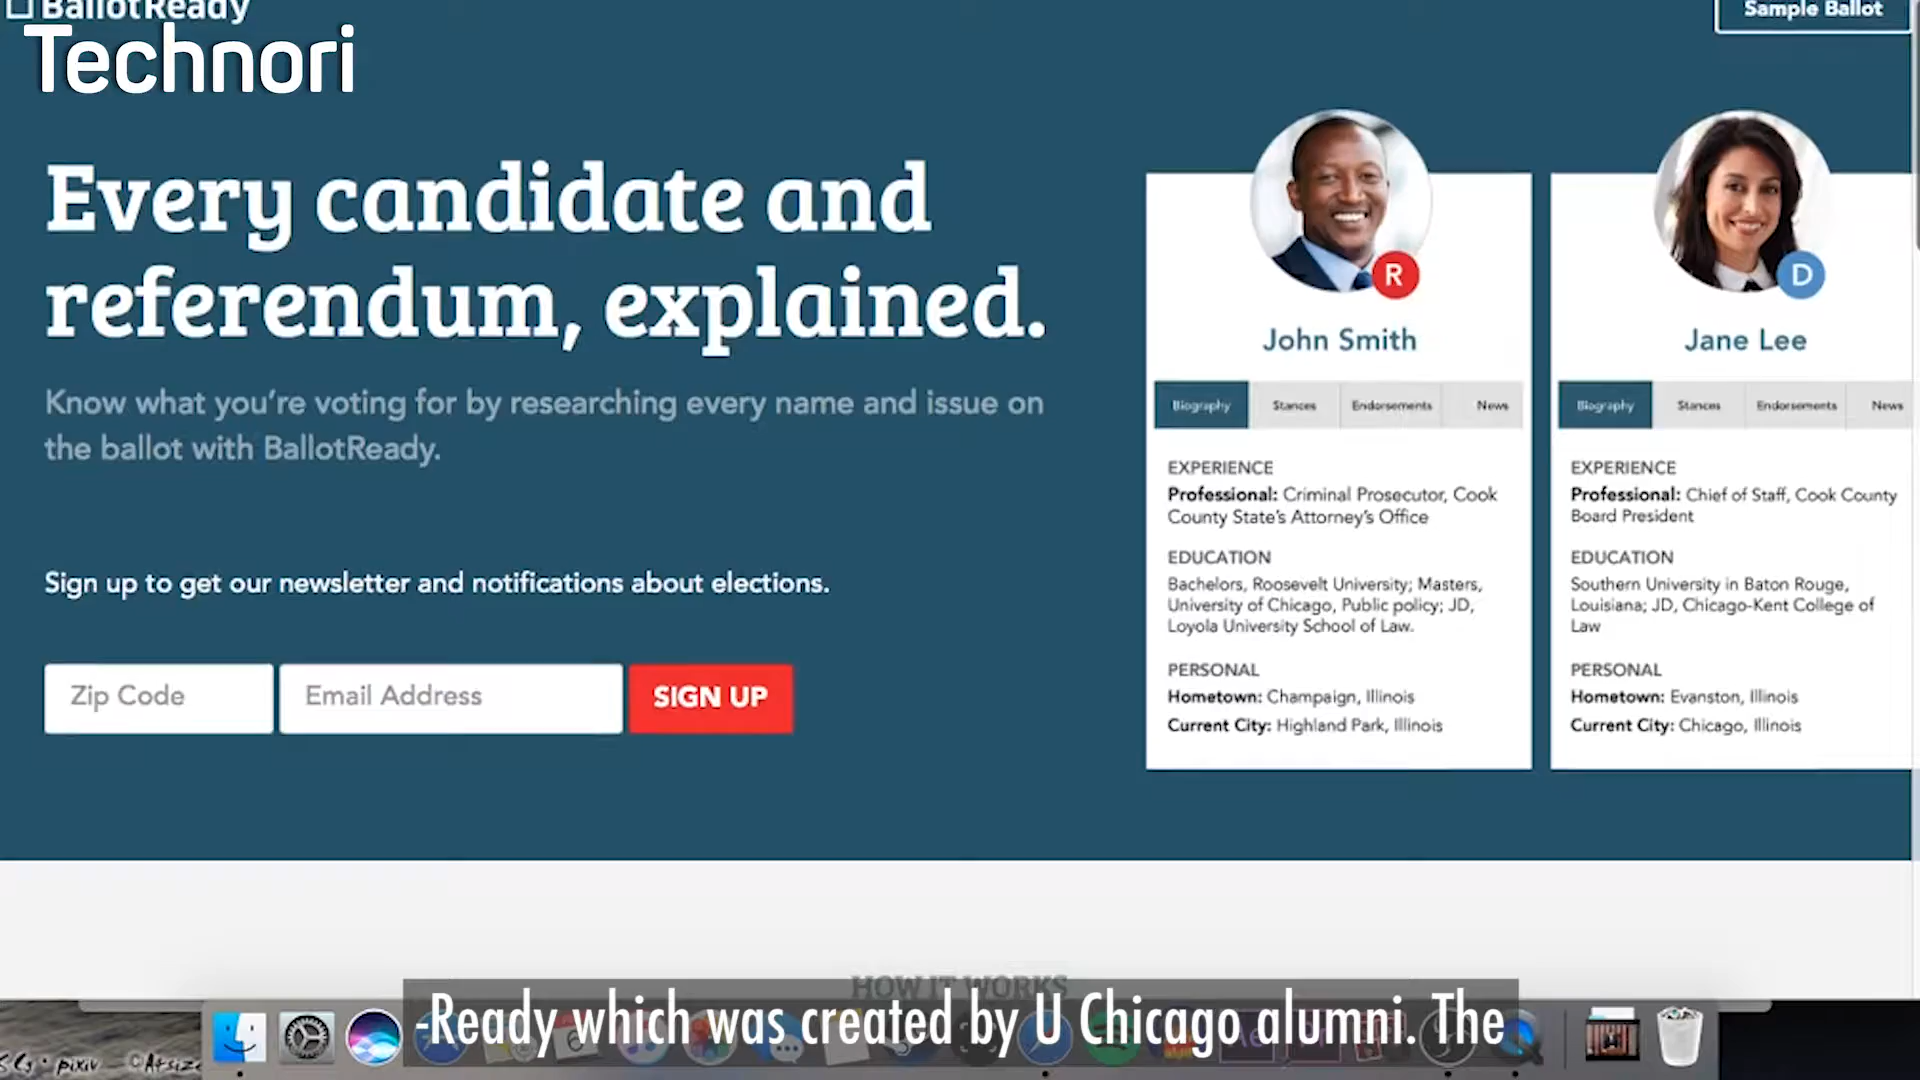 BallotReady
Sample Ballot
Technori
Every candidate and
referendum, explained.
Know what you're voting for by researching every name and issue on
the ballot with BallotReady.
Sign up to get our newsletter and notifications about elections.
Zip Code
Email Address
SIGN UP
R
John Smith
Biography
Stances
Endorsements
News
EXPERIENCE
Professional: Criminal Prosecutor, Cook
County State's Attorney's Office
EDUCATION
Bachelors, Roosevelt University; Masters,
University of Chicago, Public policy; JD,
Loyola University School of Law.
PERSONAL
Hometown: Champaign, Illinois
Current City: Highland Park, Illinois
D
Jane Lee
Biography
Stances
Endorsements
News
EXPERIENCE
Professional: Chief of Staff, Cook County
Board President
EDUCATION
Southern University in Baton Rouge,
Louisiana; JD, Chicago-Kent College of
Law
PERSONAL
Hometown: Evanston, Illinois
Current City: Chicago, Illinois
HOW IT WORKS
-Ready which was created by U Chicago alumni. The
pixiv